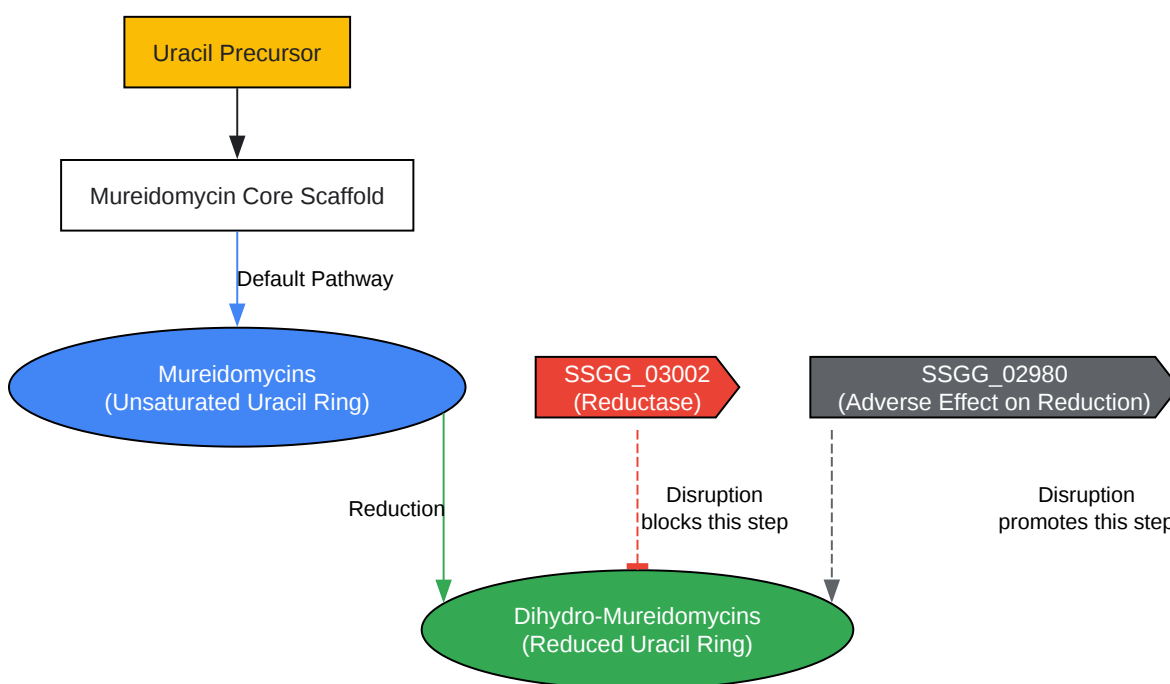 Uracil Precursor
Mureidomycin Core Scaffold
Default Pathway
Mureidomycins
(Unsaturated Uracil Ring)
SSGG_03002
(Reductase)
SSGG_02980
(Adverse Effect on Reduction)
Reduction
Disruption
blocks this step
Disruption
promotes this step
Dihydro-Mureidomycins
(Reduced Uracil Ring)